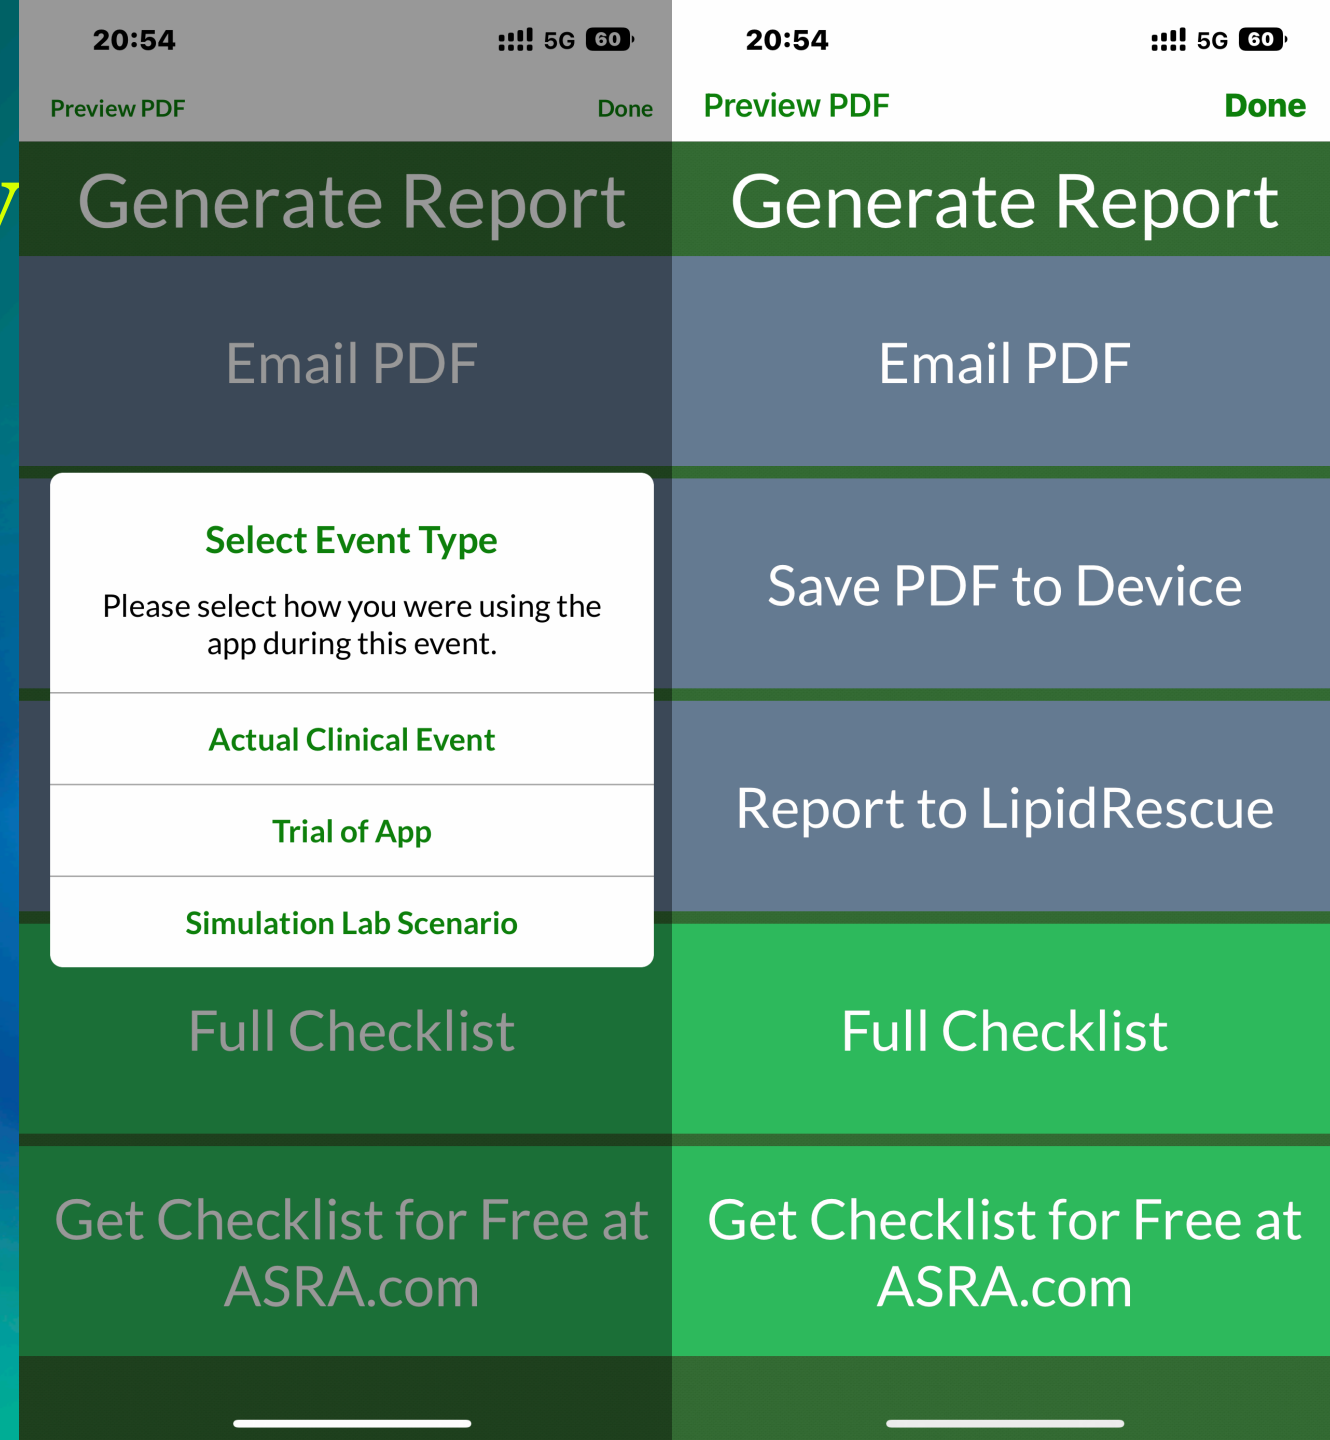 y
20:54
5G 60
Preview PDF
Done
Generate Report
Email PDF
Select Event Type
Please select how you were using the
app during this event.
Actual Clinical Event
Trial of App
Simulation Lab Scenario
Full Checklist
Get Checklist for Free at
ASRA.com
20:54
5G 60
Preview PDF
Done
Generate Report
Email PDF
Save PDF to Device
Report to LipidRescue
Full Checklist
Get Checklist for Free at
ASRA.com